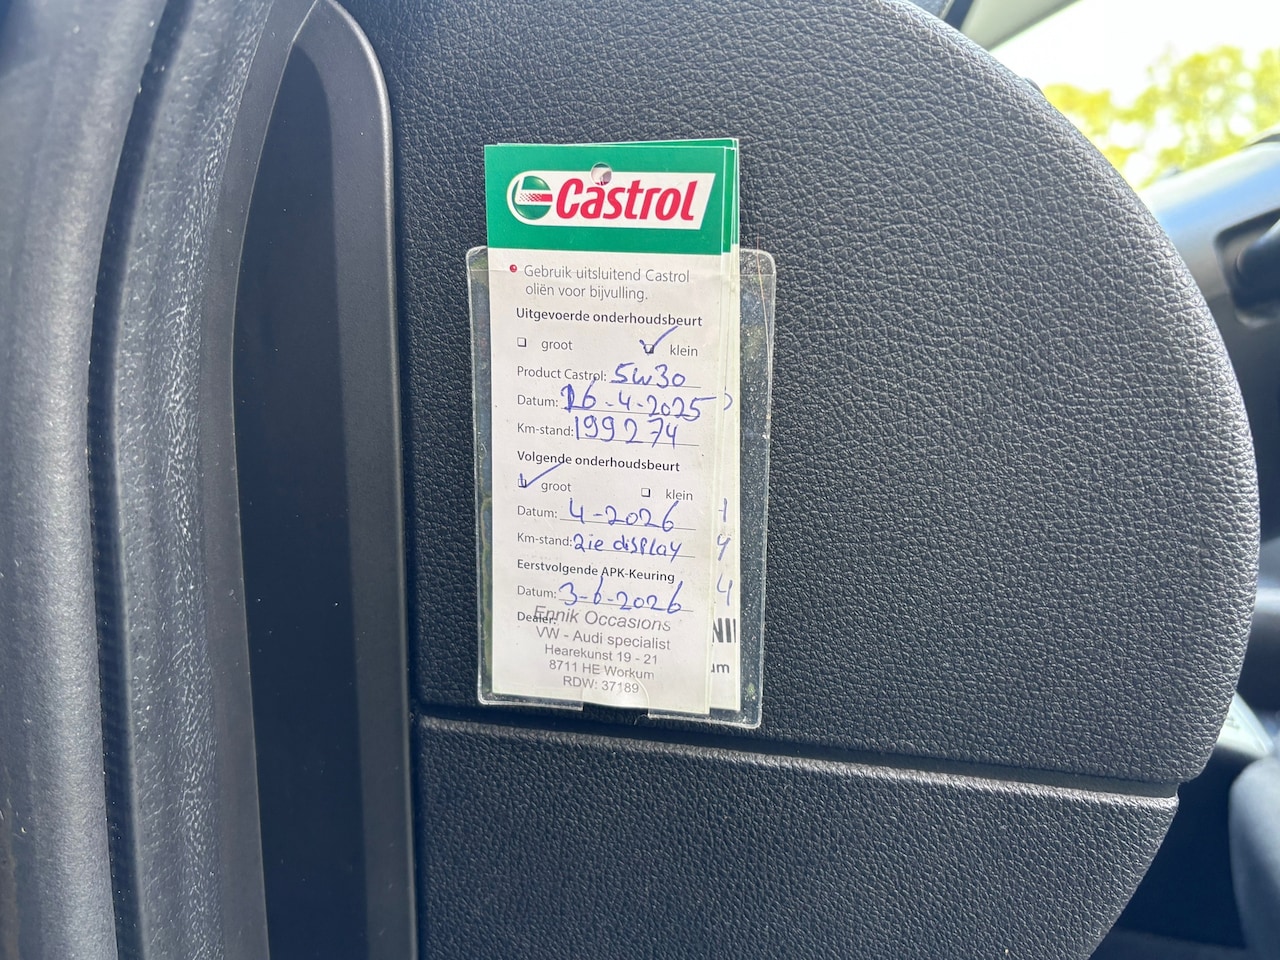 Castrol
Gebruik uitsluitend Castrol
oliën voor bijvulling.
Uitgevoerde onderhoudsbeurt
groot klein
Product Castrol: 5W30
Datum: 26-4-2025
Km-stand: 199274
Volgende onderhoudsbeurt
groot klein
Datum: 4-2026
Km-stand: zie display
Eerstvolgende APK-Keuring
Datum: 3-6-2026
Dealer:
Ennik Occasions
VW - Audi specialist
Hearekunst 19 - 21
8711 HE Workum
RDW: 37189